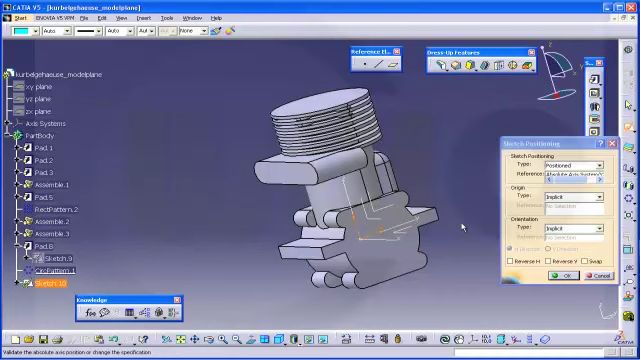 CATIA V5 - [kurbelgehaeuse_modelplane]
Start ENOVIA V5 VPM File Edit View Insert Tools Window Help
Auto Auto Aut None
Reference El...
Dress-Up Features
kurbelgehaeuse_modelplane
xy plane
yz plane
zx plane
Axis Systems
PartBody
Pad.1
Pad.2
Pad.3
Assemble.1
Pad.5
RectPattern.2
Assemble.2
Assemble.3
Pad.8
Sketch.9
CircPattern.1
Sketch.10
Sketch Positioning
Sketch Positioning
Type: Positioned
Reference: Absolute Axis System
Origin
Type: Implicit
Reference: No Selection
Orientation
Type: Implicit
Reference: No Selection
Reverse H Reverse V Swap
OK Cancel
Knowledge
Validate the absolute axis position or change the specification